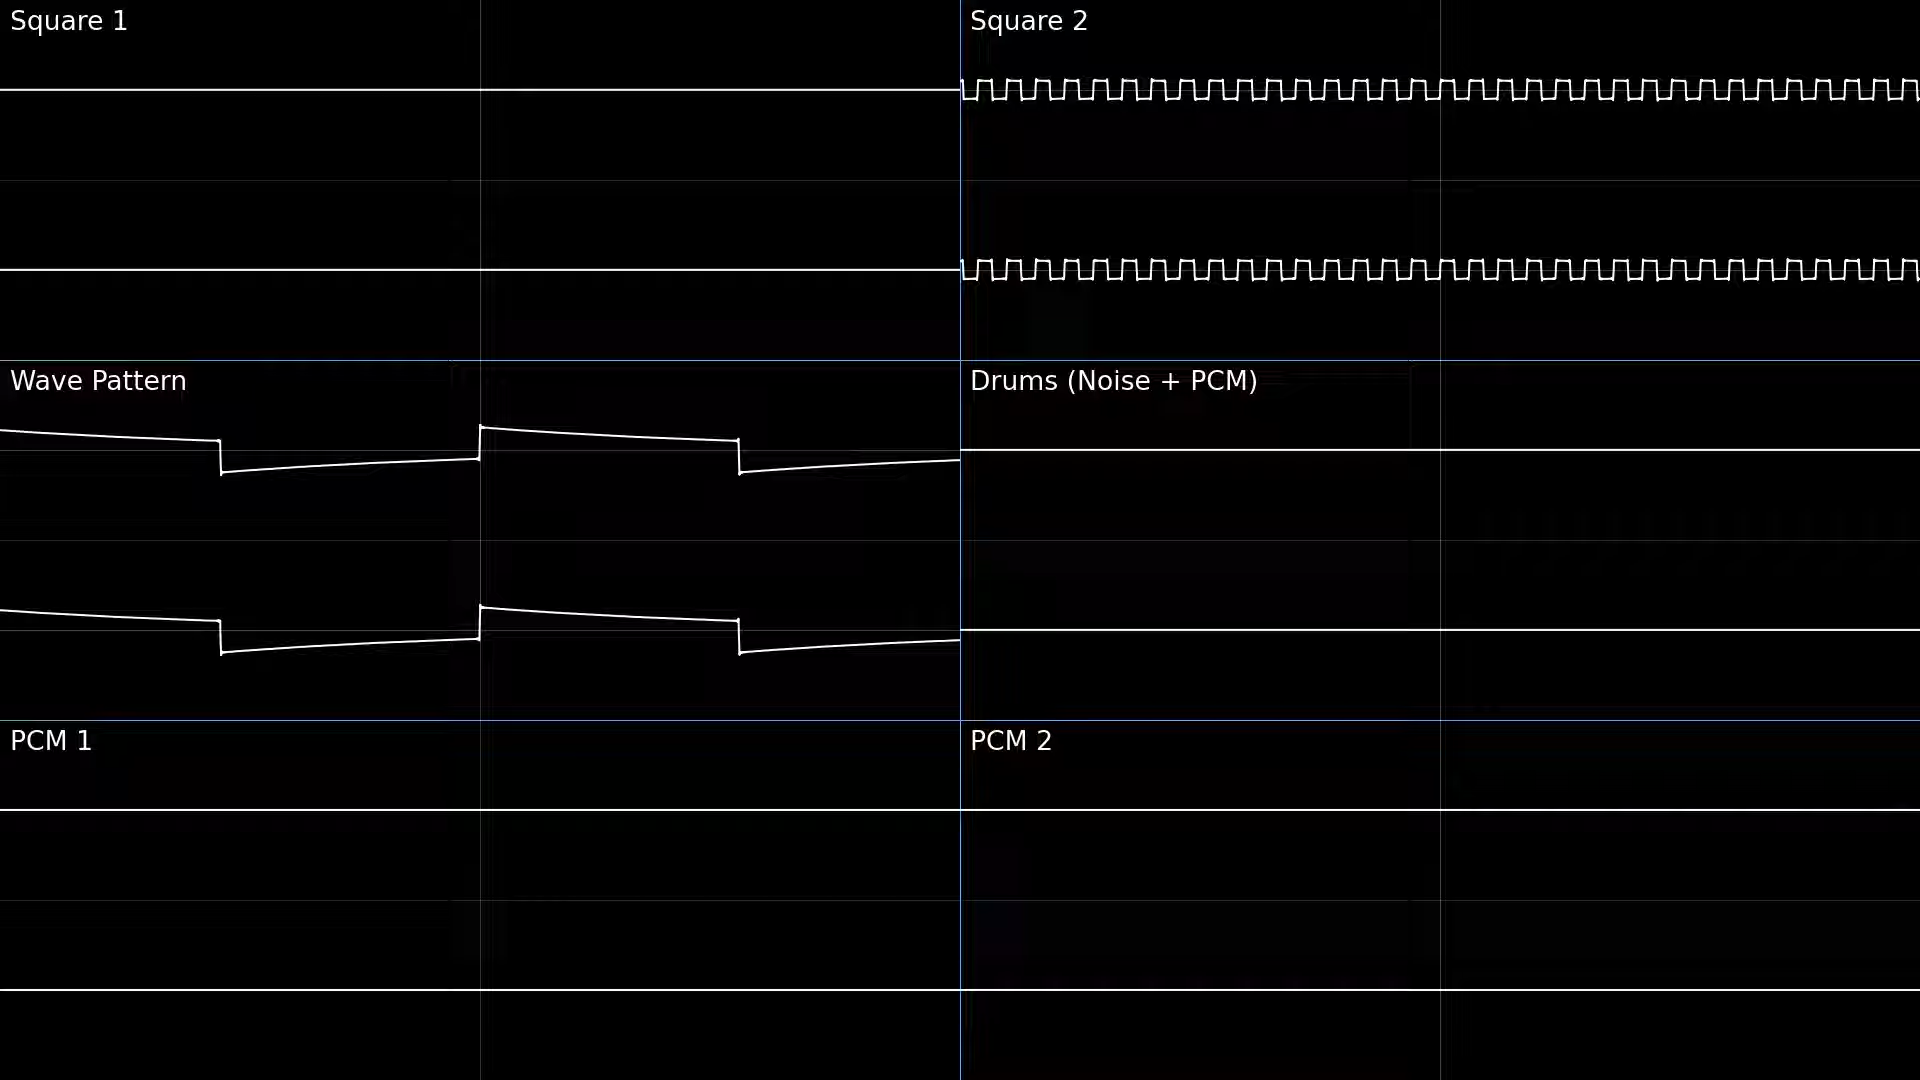 Square 1
Square 2
Wave Pattern
Drums (Noise + PCM)
PCM 1
PCM 2